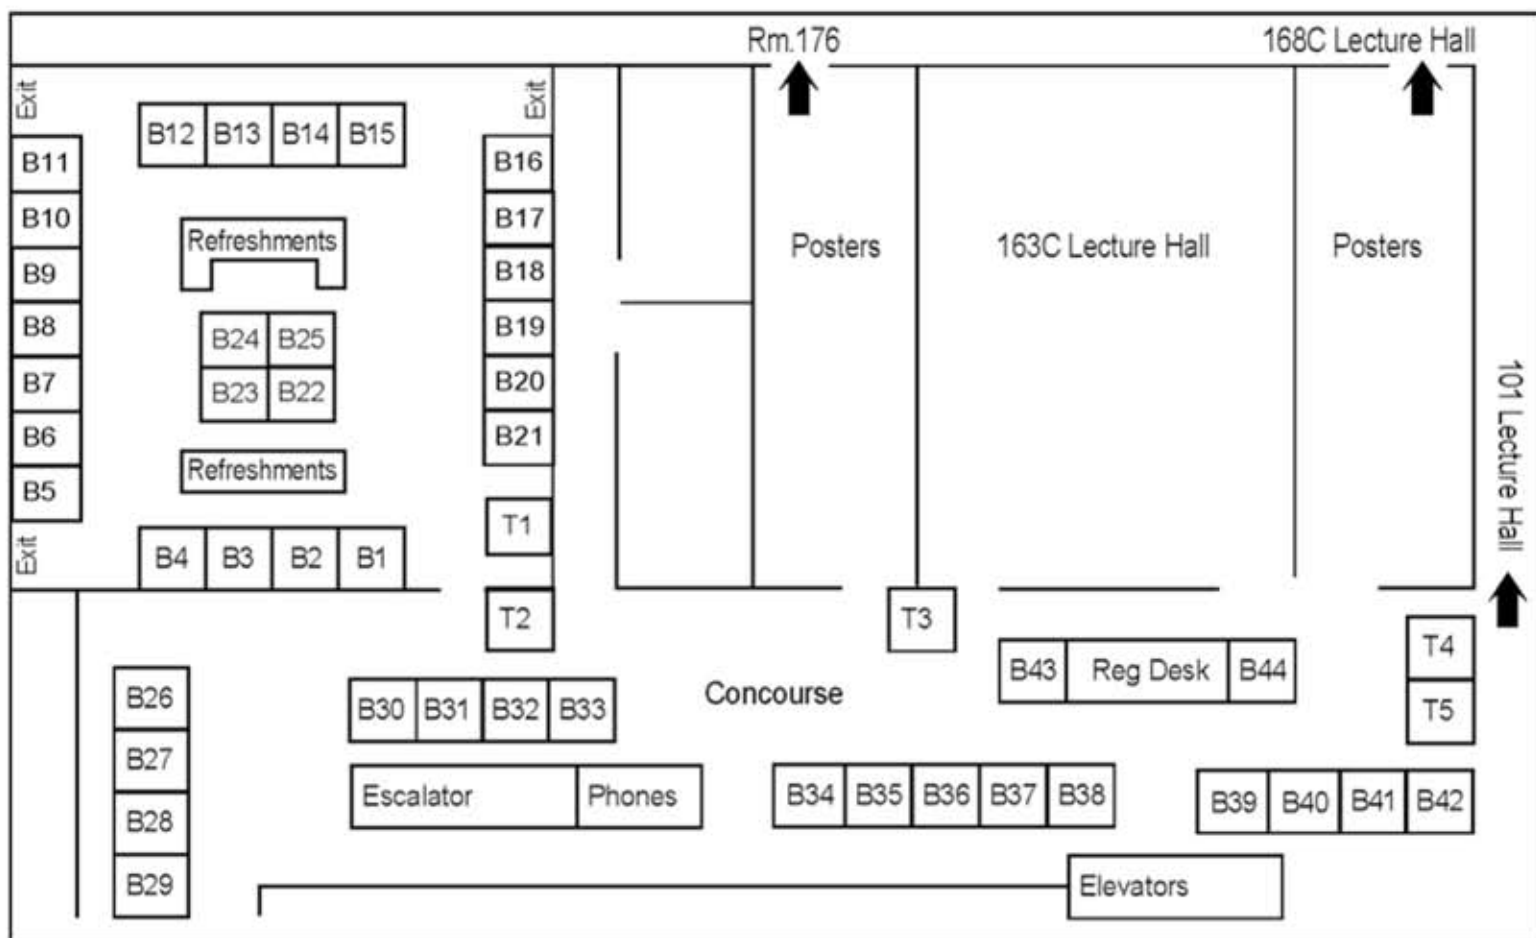 Rm.176
168C Lecture Hall
Exit
Exit
B12 B13 B14 B15
B11
B10
B9
B8
B7
B6
B5
Exit
Refreshments
B24 B25
B23 B22
Refreshments
B4 B3 B2 B1
B16
B17
B18
B19
B20
B21
T1
T2
Posters
163C Lecture Hall
Posters
101 Lecture Hall
T3
B43 Reg Desk B44
T4
T5
B26
B27
B28
B29
B30 B31 B32 B33
Concourse
Escalator Phones
B34 B35 B36 B37 B38
B39 B40 B41 B42
Elevators